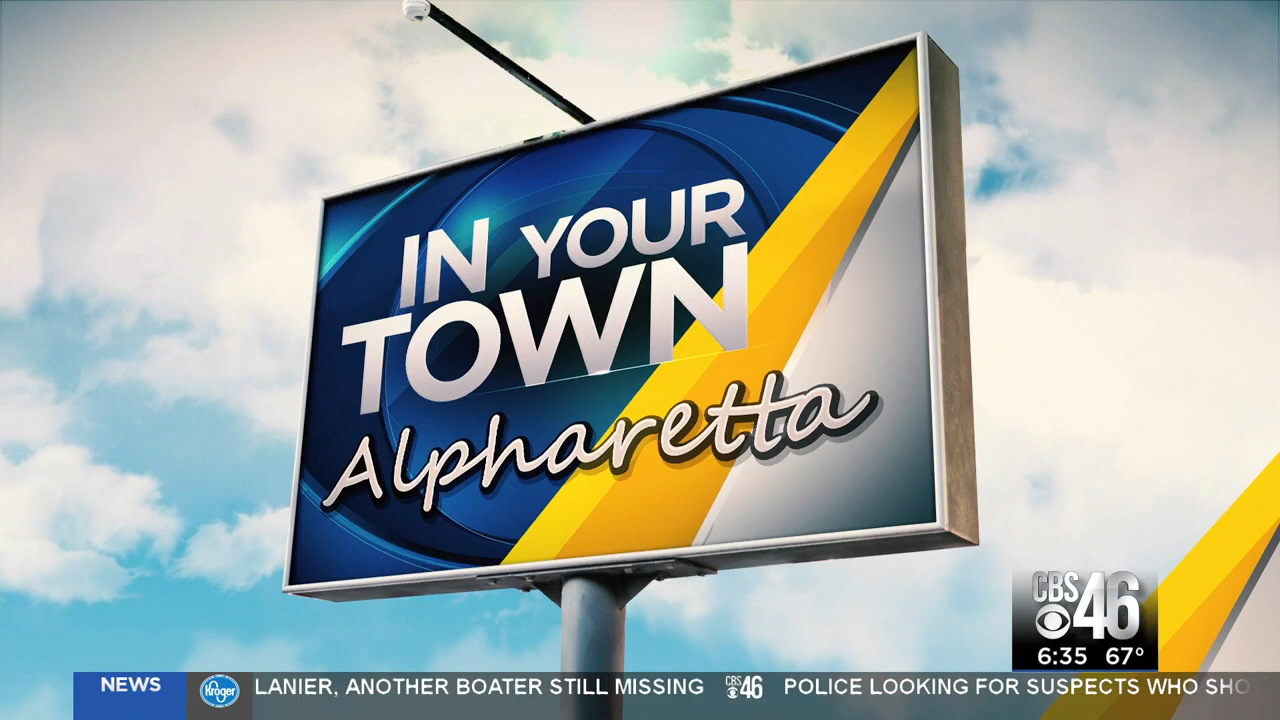 IN YOUR
TOWN
Alpharetta
CBS 46
6:35 67°
NEWS Kroger LANIER, ANOTHER BOATER STILL MISSING CBS 46 POLICE LOOKING FOR SUSPECTS WHO SHO